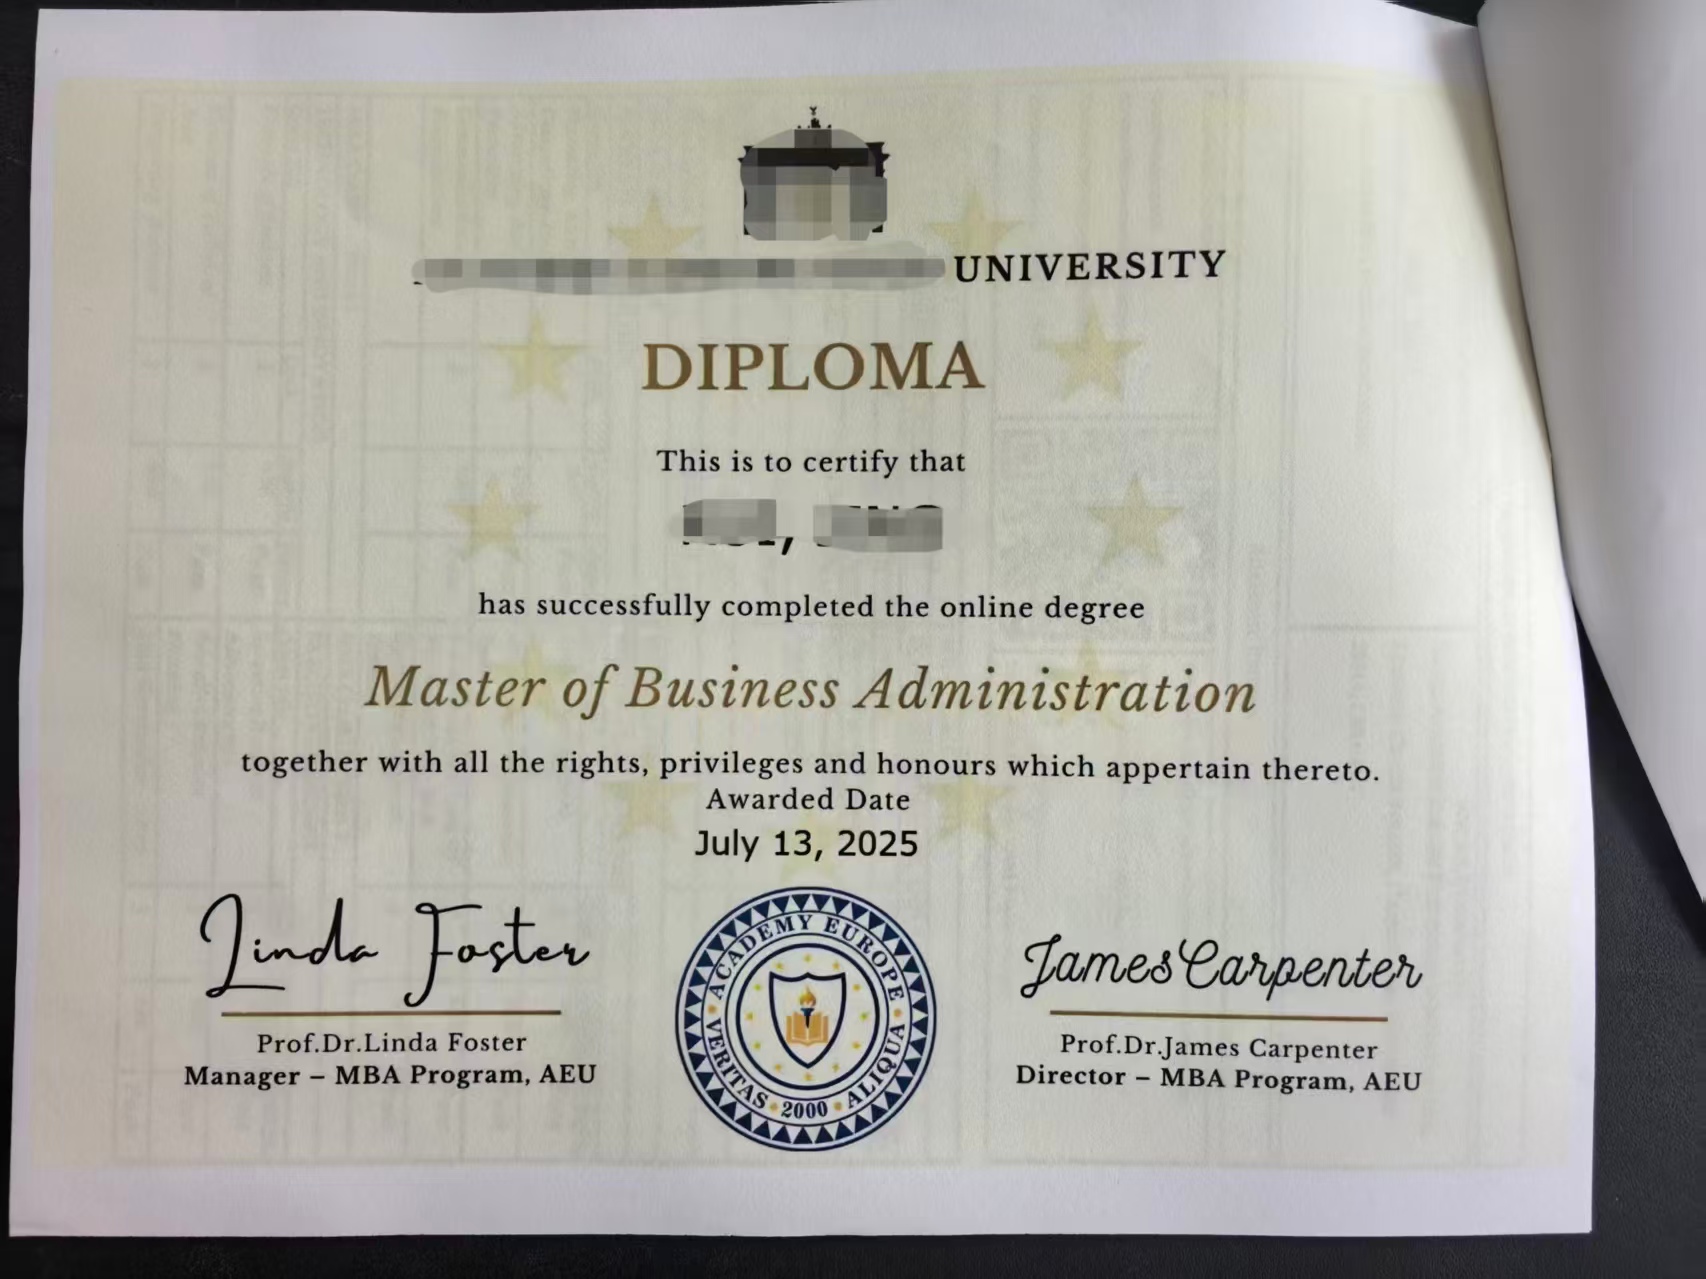 UNIVERSITY
DIPLOMA
This is to certify that
has successfully completed the online degree
Master of Business Administration
together with all the rights, privileges and honours which appertain thereto.
Awarded Date
July 13, 2025
Linda Foster
Prof.Dr.Linda Foster
Manager – MBA Program, AEU
ACADEMY EUROPE
VERITAS • 2000 • ALIQUA
James Carpenter
Prof.Dr.James Carpenter
Director – MBA Program, AEU